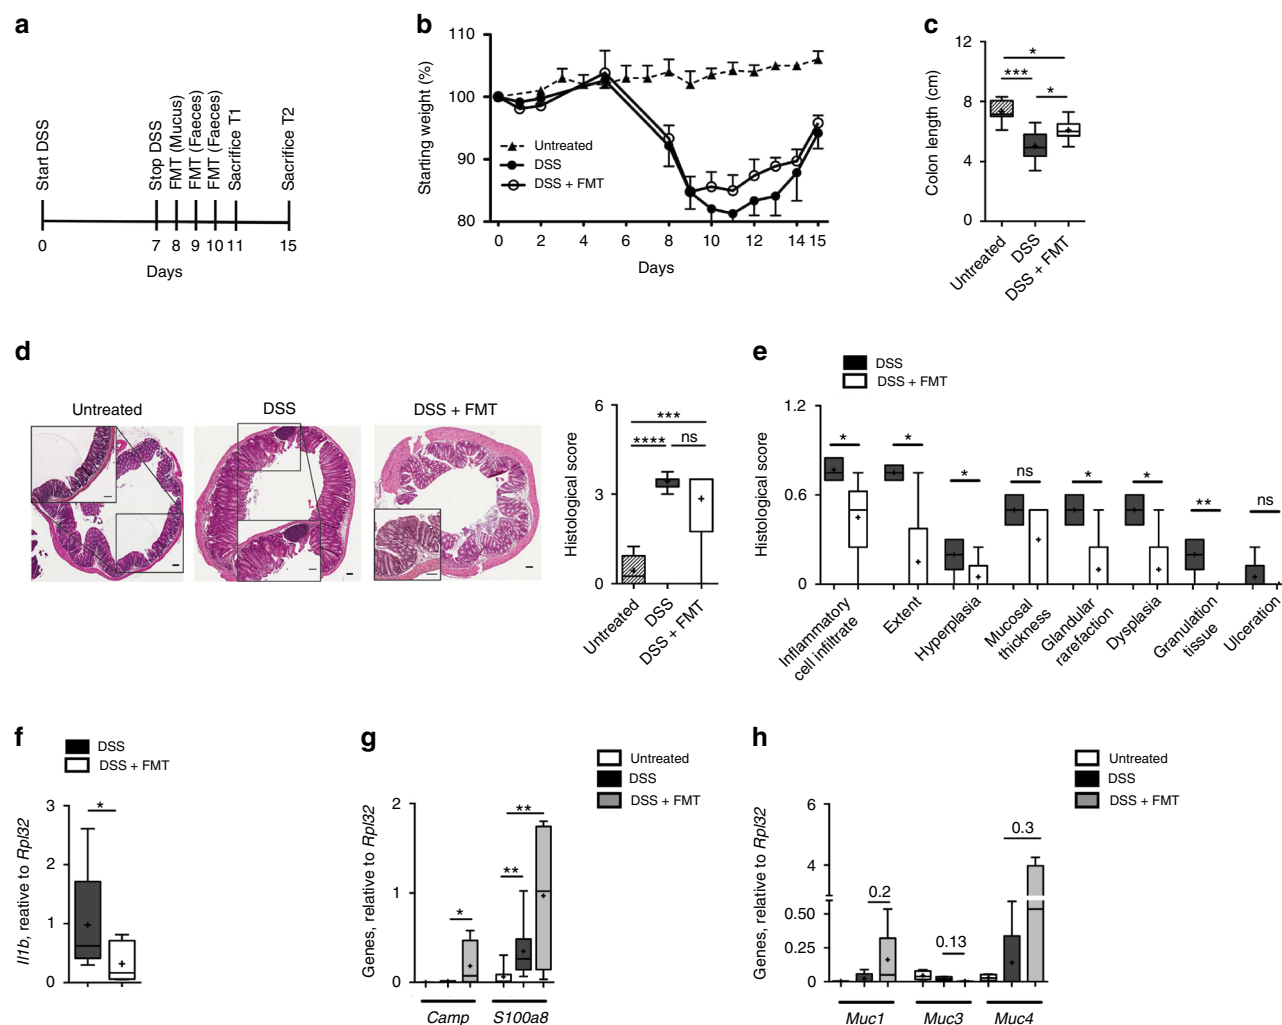 a
Start DSS
Stop DSS
FMT (Mucus)
FMT (Faeces)
FMT (Faeces)
Sacrifice T1
Sacrifice T2
0 7 8 9 10 11 15
Days
b
Starting weight (%)
110
100
90
80
Untreated
DSS
DSS + FMT
0 2 4 6 8 10 12 14 15
Days
c
Colon length (cm)
12
8
4
0
*
***
*
Untreated
DSS
DSS + FMT
d
Untreated
DSS
DSS + FMT
Histological score
6
3
0
***
**** ns
Untreated
DSS
DSS + FMT
e
DSS
DSS + FMT
Histological score
1.2
0.6
0
* * * ns * * ** ns
Inflammatory
cell infiltrate
Extent
Hyperplasia
Mucosal
thickness
Glandular
rarefaction
Dysplasia
Granulation
tissue
Ulceration
f
DSS
DSS + FMT
Il1b, reative to Rpl32
3
2
1
0
*
g
Untreated
DSS
DSS + FMT
Genes, relative to Rpl32
2
1
0
*
**
**
Camp S100a8
h
Untreated
DSS
DSS + FMT
Genes, relative to Rpl32
6
4
0.50
0.25
0
0.2
0.13
0.3
Muc1 Muc3 Muc4